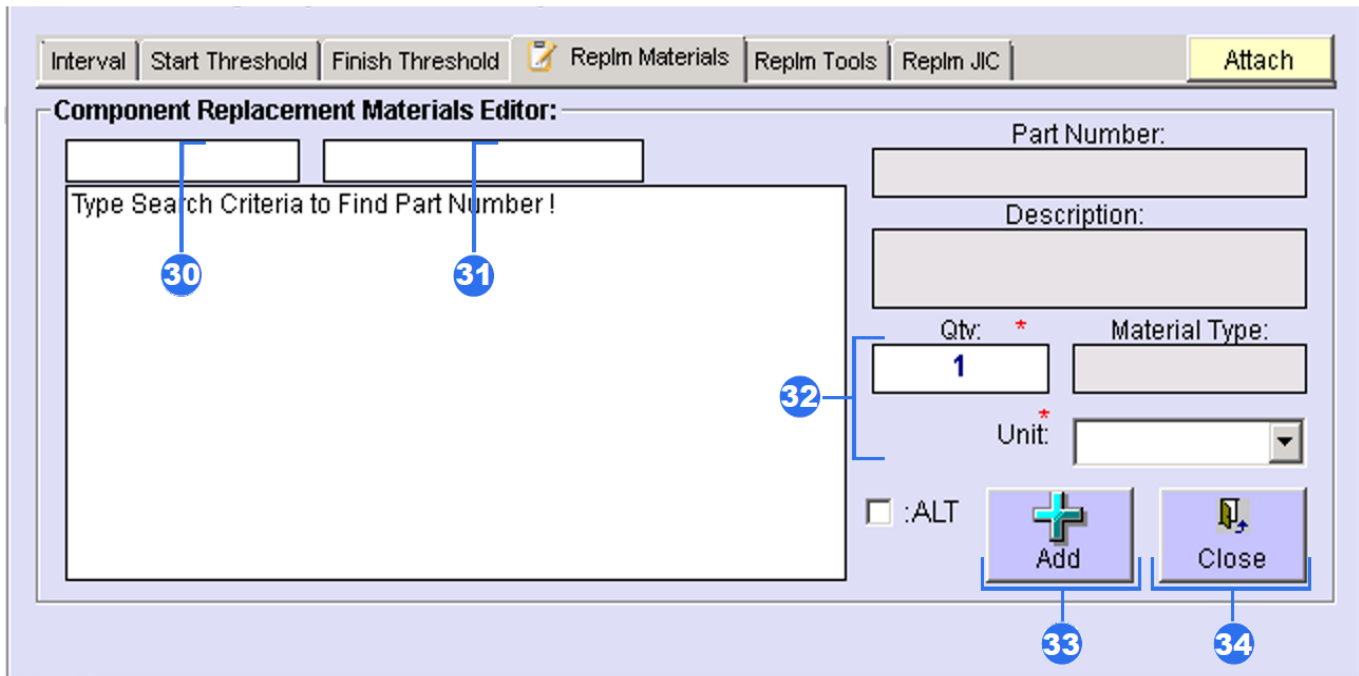 Interval Start Threshold Finish Threshold Replm Materials Replm Tools Replm JIC Attach
Component Replacement Materials Editor:
Part Number:
Type Search Criteria to Find Part Number !
Description:
30 31
Qty: * Material Type:
1
32
*
Unit:
:ALT
Add Close
33 34